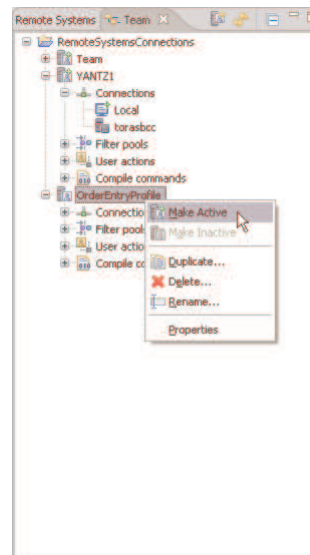 Remote Systems Team
RemoteSystemsConnections
Team
YANTZ1
Connections
Local
torasbcc
Filter pools
User actions
Compile commands
OrderEntryProfile
Connectio Make Active
Filter pool Make Inactive
User actio Duplicate...
Compile co Delete...
Rename...
Properties